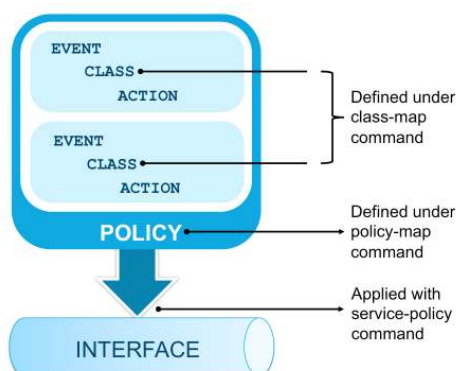 EVENT
CLASS
ACTION
EVENT
CLASS
ACTION
POLICY
INTERFACE
Defined under
class-map
command
Defined under
policy-map
command
Applied with
service-policy
command